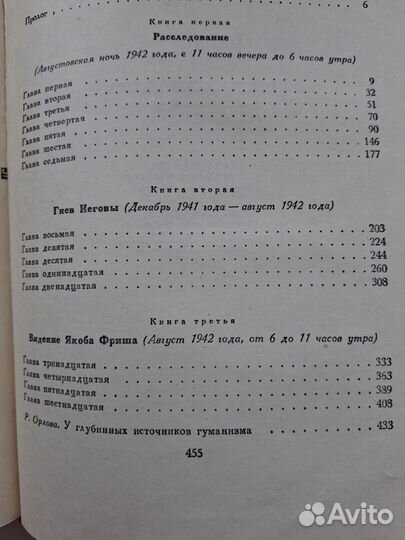 Пролог . . . . . . . . . . . . . . . . . . . . . . 6
Книга первая
Расследование
(Августовская ночь 1942 года, с 11 часов вечера до 6 часов утра)
Глава первая . . . . . . . . . . . . . . . . . . . . 9
Глава вторая . . . . . . . . . . . . . . . . . . . . 32
Глава третья . . . . . . . . . . . . . . . . . . . . 51
Глава четвертая . . . . . . . . . . . . . . . . . . . . 70
Глава пятая . . . . . . . . . . . . . . . . . . . . 90
Глава шестая . . . . . . . . . . . . . . . . . . . . 146
Глава седьмая . . . . . . . . . . . . . . . . . . . . 177
Книга вторая
Гнев Иеговы (Декабрь 1941 года — август 1942 года)
Глава восьмая . . . . . . . . . . . . . . . . . . . . 203
Глава девятая . . . . . . . . . . . . . . . . . . . . 224
Глава десятая . . . . . . . . . . . . . . . . . . . . 244
Глава одиннадцатая . . . . . . . . . . . . . . . . . . . . 260
Глава двенадцатая . . . . . . . . . . . . . . . . . . . . 308
Книга третья
Видение Якоба Фриша (Август 1942 года, от 6 до 11 часов утра)
Глава тринадцатая . . . . . . . . . . . . . . . . . . . . 333
Глава четырнадцатая . . . . . . . . . . . . . . . . . . . . 363
Глава пятнадцатая . . . . . . . . . . . . . . . . . . . . 389
Глава шестнадцатая . . . . . . . . . . . . . . . . . . . . 408
Р. Орлова, У глубинных источников гуманизма . . . . . . . . 433
455
Avito